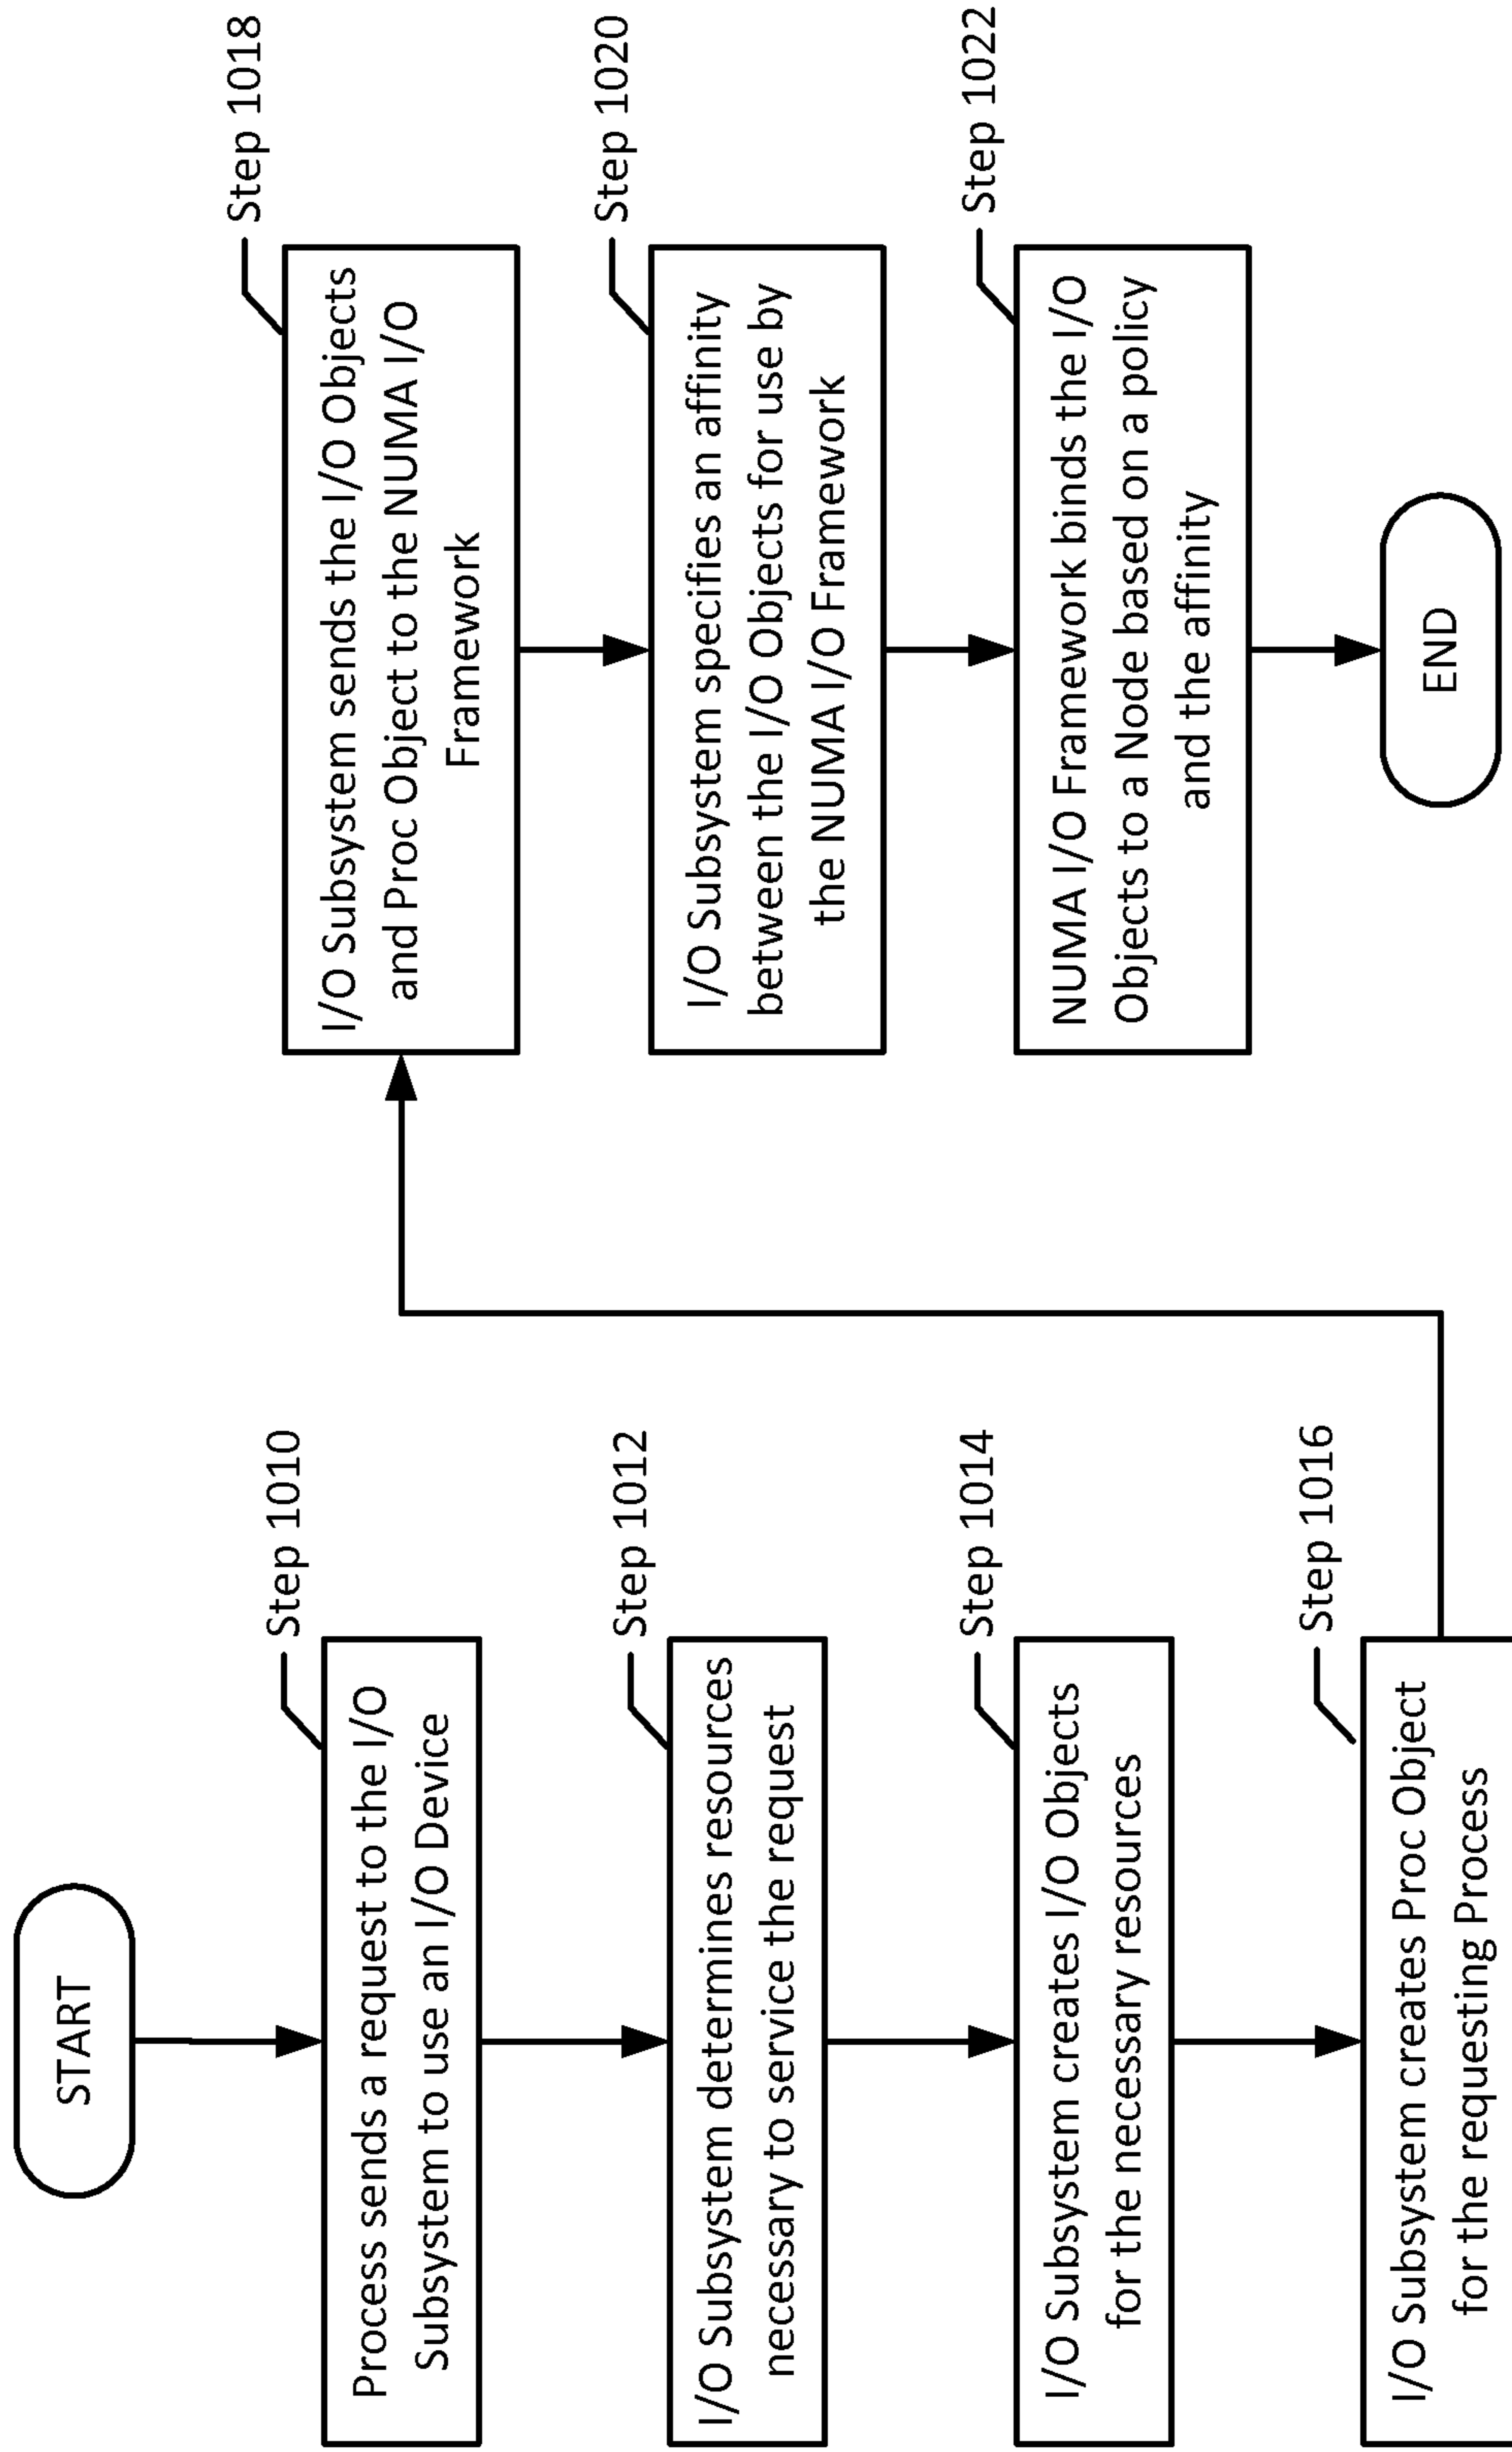 START
Step 1010
Process sends a request to the I/O
Subsystem to use an I/O Device
Step 1012
I/O Subsystem determines resources
necessary to service the request
Step 1014
I/O Subsystem creates I/O Objects
for the necessary resources
Step 1016
I/O Subsystem creates Proc Object
for the requesting Process
Step 1018
I/O Subsystem sends the I/O Objects
and Proc Object to the NUMA I/O
Framework
Step 1020
I/O Subsystem specifies an affinity
between the I/O Objects for use by
the NUMA I/O Framework
Step 1022
NUMA I/O Framework binds the I/O
Objects to a Node based on a policy
and the affinity
END